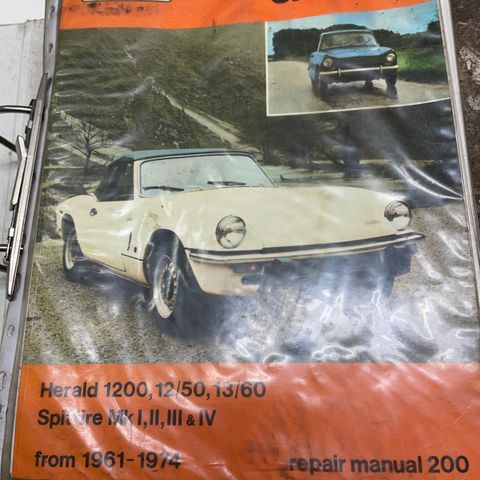 Herald 1200, 12/50, 13/60
Spitfire Mk I, II, III & IV
from 1961-1974
repair manual 200